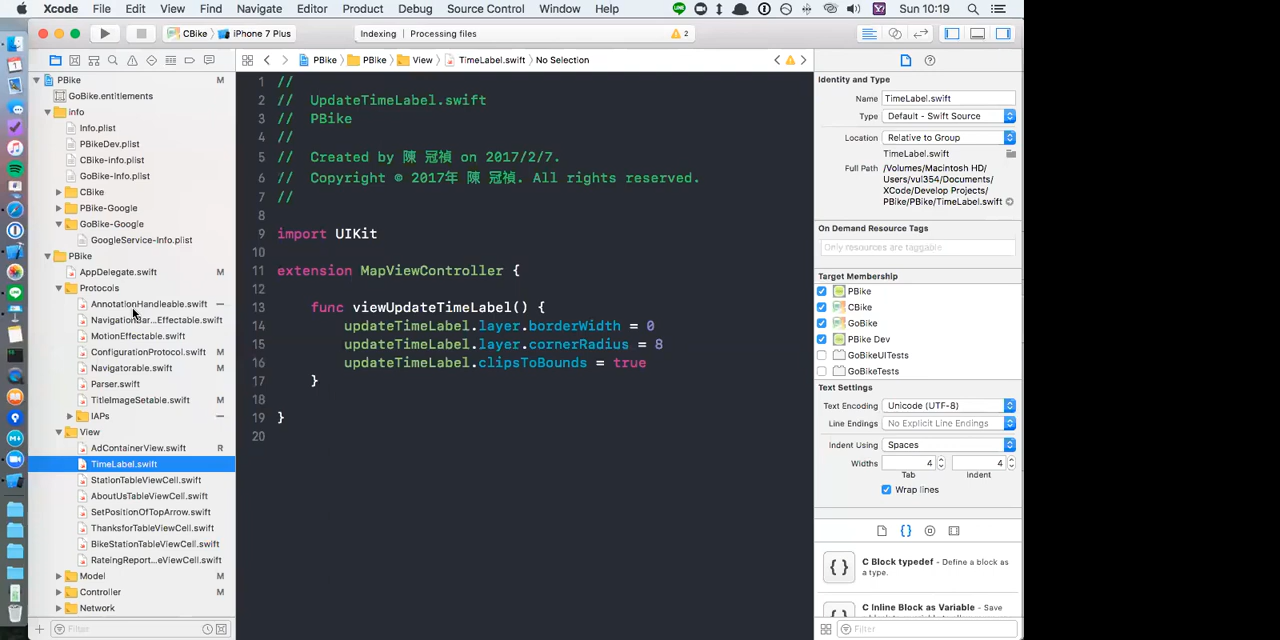 Xcode File Edit View Find Navigate Editor Product Debug Source Control Window Help Sun 10:19
CBike iPhone 7 Plus Indexing | Processing files 2
PBike M
GoBike.entitlements
info
Info.plist
PBikeDev.plist
CBike-Info.plist
GoBike-Info.plist
CBike
PBike-Google
GoBike-Google
GoogleService-Info.plist
PBike
AppDelegate.swift M
Protocols
AnnotationHandleable.swift
NavigationBar...Effectable.swift
MotionEffectable.swift M
ConfigurationProtocol.swift M
Navigatorable.swift M
Parser.swift
TitleImageSetable.swift M
IAPs
View
AdContainerView.swift R
TimeLabel.swift
StationTableViewCell.swift
AboutUsTableViewCell.swift
SetPositionOfTopArrow.swift
ThanksforTableViewCell.swift
BikeStationTableViewCell.swift
RateingReport...eViewCell.swift
Model M
Controller M
Network
Filter
PBike PBike View TimeLabel.swift No Selection
1 //
2 // UpdateTimeLabel.swift
3 // PBike
4 //
5 // Created by 陳 冠禎 on 2017/2/7.
6 // Copyright © 2017年 陳 冠禎. All rights reserved.
7 //
8
9 import UIKit
10
11 extension MapViewController {
12
13 func viewUpdateTimeLabel() {
14 updateTimeLabel.layer.borderWidth = 0
15 updateTimeLabel.layer.cornerRadius = 8
16 updateTimeLabel.clipsToBounds = true
17 }
18
19 }
20
Identity and Type
Name TimeLabel.swift
Type Default - Swift Source
Location Relative to Group
TimeLabel.swift
Full Path /Volumes/Macintosh HD/
Users/vul354/Documents/
XCode/Develop Projects/
PBike/PBike/TimeLabel.swift
On Demand Resource Tags
Only resources are taggable
Target Membership
PBike
CBike
GoBike
PBike Dev
GoBikeUITests
GoBikeTests
Text Settings
Text Encoding Unicode (UTF-8)
Line Endings No Explicit Line Endings
Indent Using Spaces
Widths 4 4
Tab Indent
Wrap lines
{ }
{ } C Block typedef - Define a block as
a type.
C Inline Block as Variable - Save
Filter